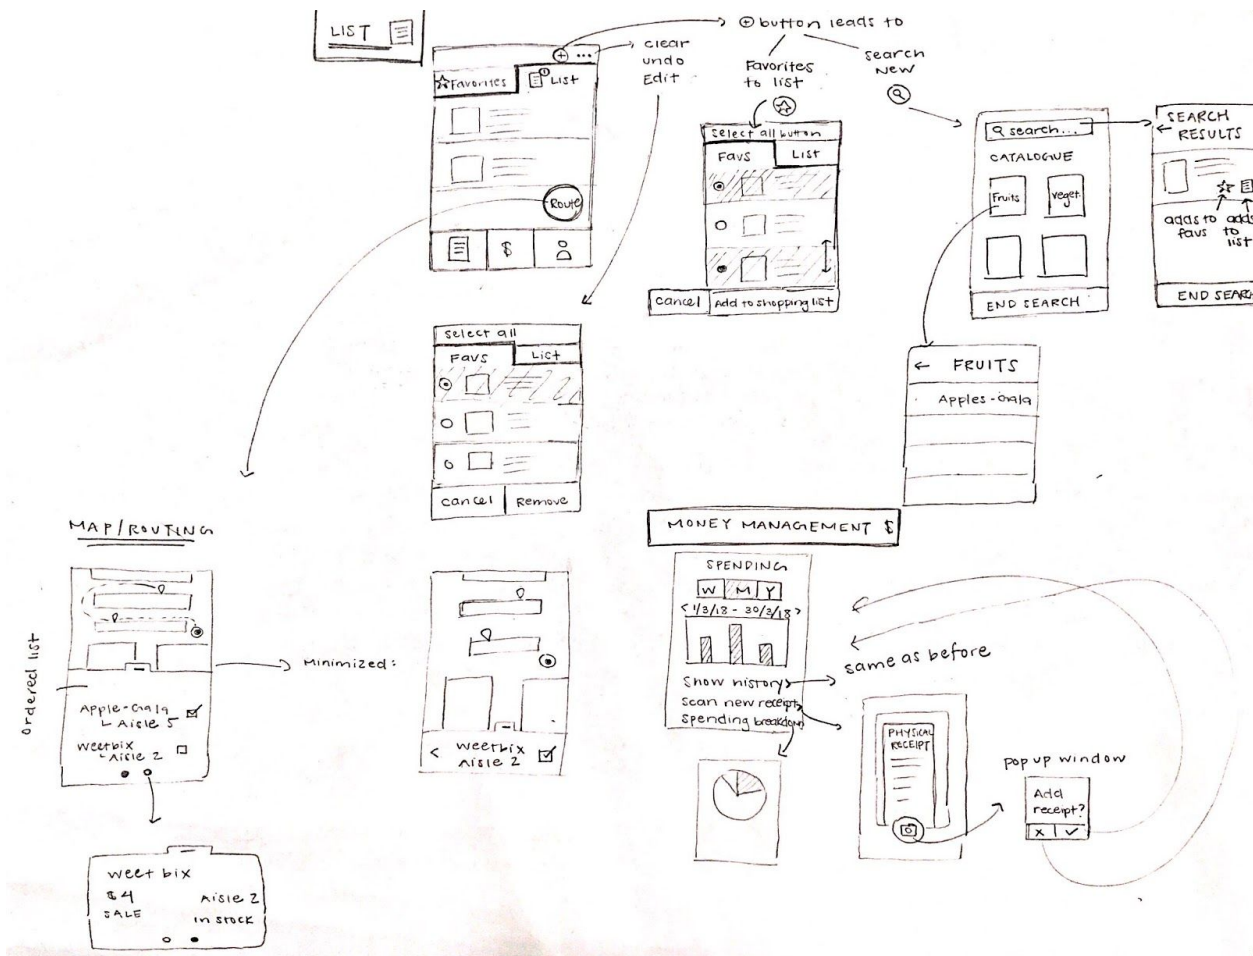 LIST
⊕ button leads to
clear
undo
Edit
Favorites
to list
search
New
Favorites
List
Route
$
Select all button
Favs
List
Cancel
Add to shopping list
search...
CATALOGUE
Fruits
Veget.
END SEARCH
SEARCH
RESULTS
adds to
favs
adds
to
list
END SEARCH
← FRUITS
Apples - Gala
Select all
Favs
List
Cancel
Remove
MAP/ROUTING
Ordered list
Apple - Gala
Aisle 5
Weetbix
Aisle 2
Minimized:
< Weetbix
Aisle 2
weet bix
$4
SALE
Aisle 2
in stock
MONEY MANAGEMENT $
SPENDING
W M Y
< 1/3/18 - 30/3/18 >
Show history
Scan new receipt
Spending breakdown
same as before
PHYSICAL
RECEIPT
pop up window
Add
receipt?